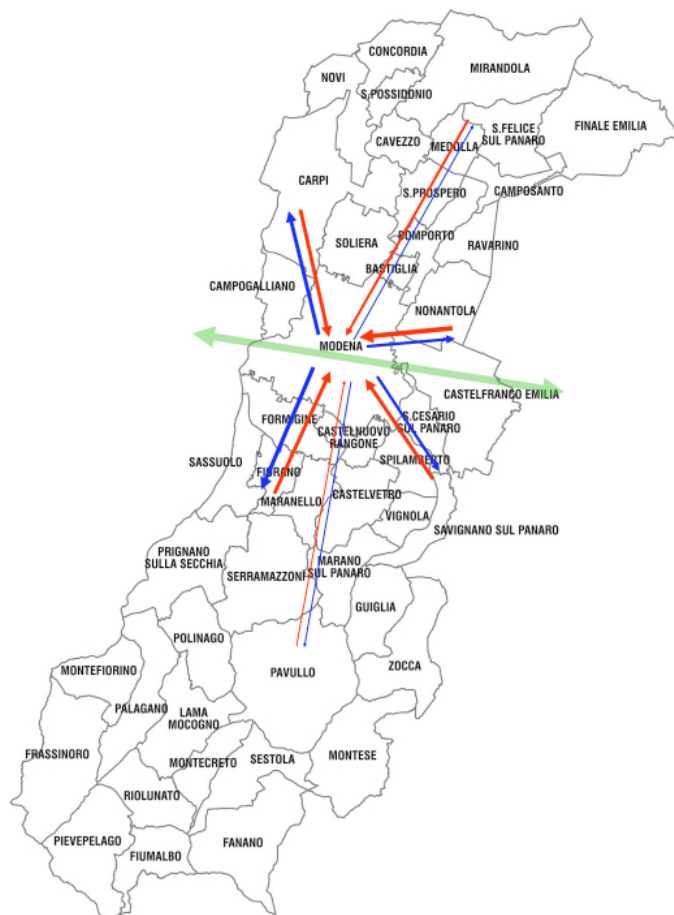 CONCORDIA
MIRANDOLA
NOVI
S.POSSIDONIO
S.FELICE
SUL PANARO
FINALE EMILIA
CAVEZZO
MEDOLLA
CARPI
S.PROSPERO
CAMPOSANTO
SOLIERA
BOMPORTO
RAVARINO
BASTIGLIA
CAMPOGALLIANO
NONANTOLA
MODENA
CASTELFRANCO EMILIA
FORMIGINE
S.CESARIO
SUL PANARO
CASTELNUOVO
RANGONE
SASSUOLO
FIORANO
SPILAMBERTO
MARANELLO
CASTELVETRO
VIGNOLA
SAVIGNANO SUL PANARO
PRIGNANO
SULLA SECCHIA
SERRAMAZZONI
MARANO
SUL PANARO
GUIGLIA
POLINAGO
MONTEFIORINO
PAVULLO
ZOCCA
PALAGANO
LAMA
MOCOGNO
FRASSINORO
MONTECRETO
SESTOLA
MONTESE
RIOLUNATO
PIEVEPELAGO
FIUMALBO
FANANO